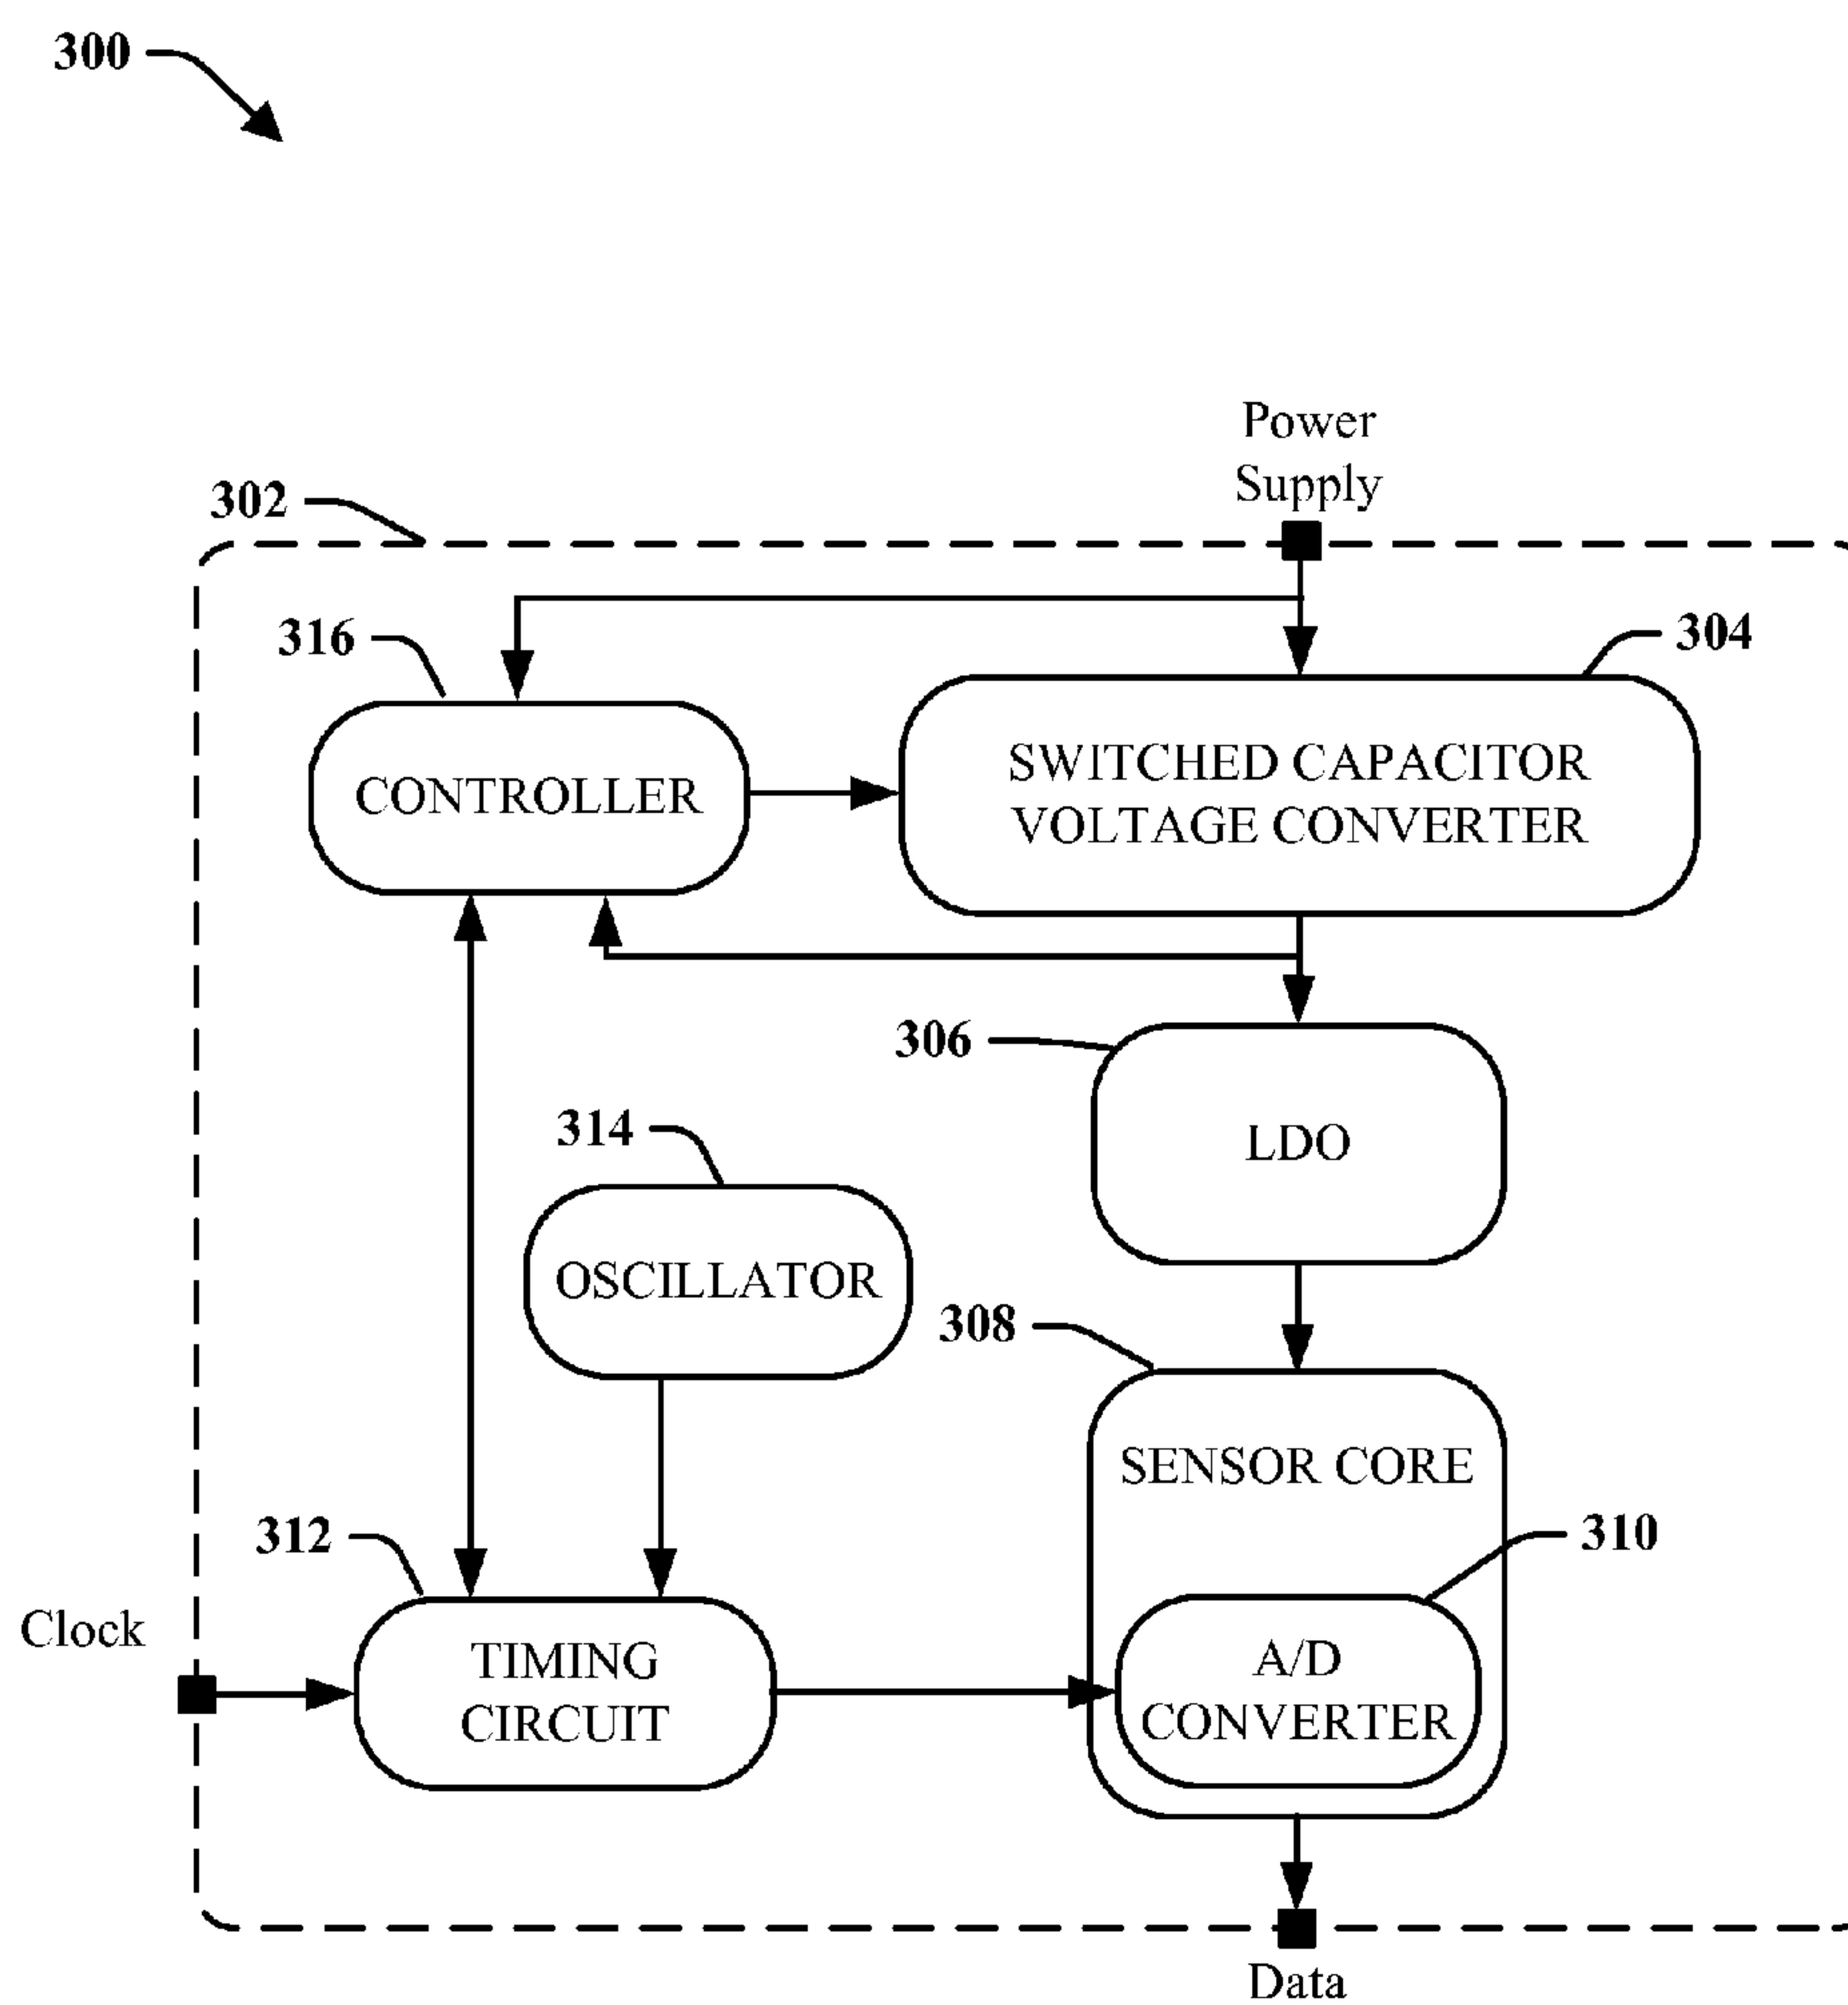 300
Power
Supply
302
316
304
CONTROLLER
SWITCHED CAPACITOR
VOLTAGE CONVERTER
306
LDO
314
OSCILLATOR
308
SENSOR CORE
310
312
Clock
TIMING
CIRCUIT
A/D
CONVERTER
Data